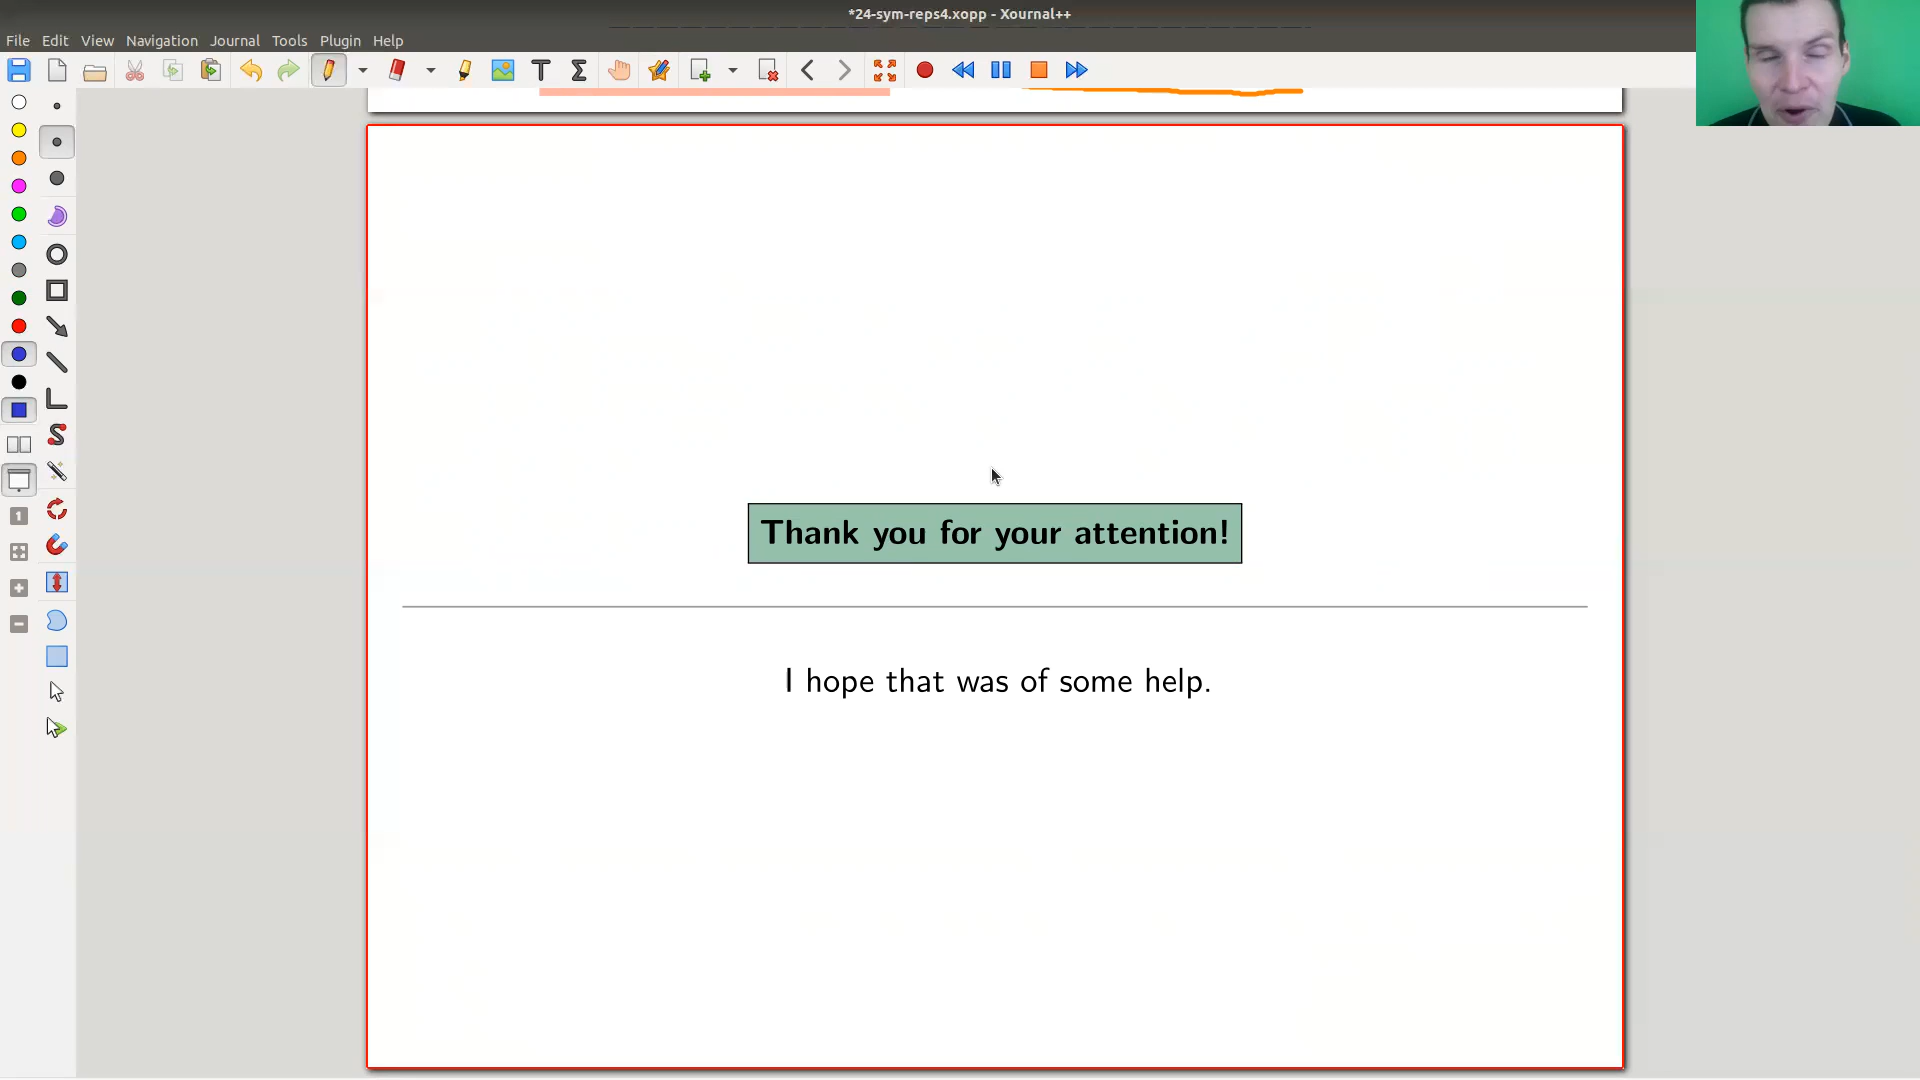 *24-sym-reps4.xopp - Xournal++
File Edit View Navigation Journal Tools Plugin Help
Thank you for your attention!
I hope that was of some help.
1